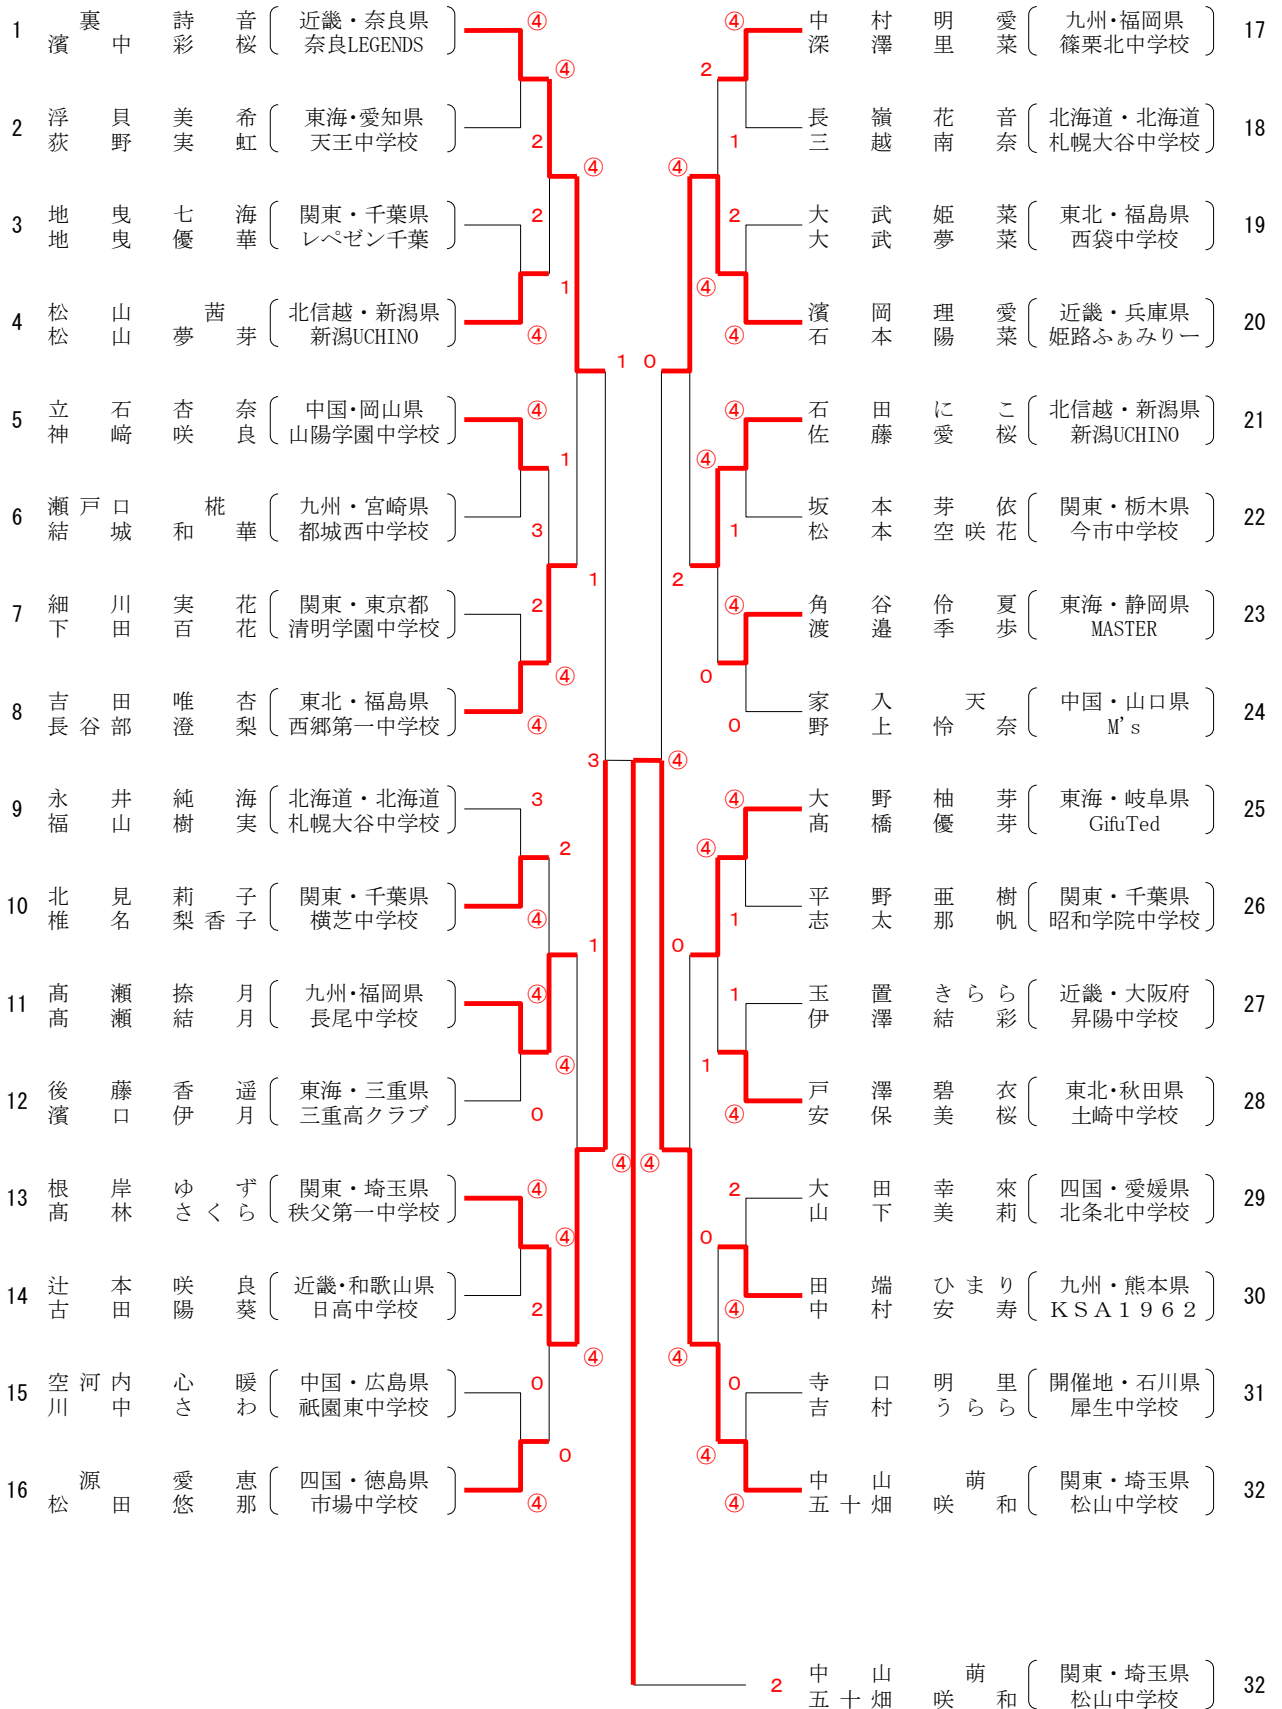 1 裏 詩音 近畿・奈良県 ④
濱中 彩桜 奈良LEGENDS
④
2 浮貝 美希 東海・愛知県
荻野 実虹 天王中学校 2
④
3 地曳 七海 関東・千葉県 2
地曳 優華 レペゼン千葉
1
4 松山 茜 北信越・新潟県
松山 夢芽 新潟UCHINO ④
1
5 立石 杏奈 中国・岡山県 ④
神﨑 咲良 山陽学園中学校
1
6 瀬戸口 椛 九州・宮崎県
結城 和華 都城西中学校 3
1
7 細川 実花 関東・東京都 2
下田 百花 清明学園中学校
④
8 吉田 唯杏 東北・福島県
長谷部 澄梨 西郷第一中学校 ④
3
9 永井 純海 北海道・北海道 3
福山 樹実 札幌大谷中学校
2
10 北見 莉子 関東・千葉県
椎名 梨香子 横芝中学校 ④
1
11 髙瀬 捺月 九州・福岡県 ④
髙瀬 結月 長尾中学校
④
12 後藤 香遥 東海・三重県
濱口 伊月 三重高クラブ 0
④
13 根岸 ゆず 関東・埼玉県 ④
髙林 さくら 秩父第一中学校
④
14 辻本 咲良 近畿・和歌山県
古田 陽葵 日高中学校 2
④
15 空河内 心暖 中国・広島県 0
川中 さわ 祇園東中学校
0
16 源 愛恵 四国・徳島県
松田 悠那 市場中学校 ④
④ 中村 明愛 九州・福岡県 17
深澤 里菜 篠栗北中学校
2
長嶺 花音 北海道・北海道 18
1 三越 南奈 札幌大谷中学校
④
2 大武 姫菜 東北・福島県 19
大武 夢菜 西袋中学校
④
濱岡 理愛 近畿・兵庫県 20
④ 石本 陽菜 姫路ふぁみりー
0
④ 石田 にこ 北信越・新潟県 21
佐藤 愛桜 新潟UCHINO
④
坂本 芽依 関東・栃木県 22
1 松本 空咲花 今市中学校
2
④ 角谷 伶夏 東海・静岡県 23
渡邉 季歩 MASTER
0
家入 天 中国・山口県 24
0 野上 怜奈 M's
④
④ 大野 柚芽 東海・岐阜県 25
髙橋 優芽 GifuTed
④
平野 亜樹 関東・千葉県 26
1 志太 那帆 昭和学院中学校
0
1 玉置 きらら 近畿・大阪府 27
伊澤 結彩 昇陽中学校
1
戸澤 碧衣 東北・秋田県 28
④ 安保 美桜 土崎中学校
④
2 大田 幸來 四国・愛媛県 29
山下 美莉 北条北中学校
0
田端 ひまり 九州・熊本県 30
④ 中村 安寿 KSA1962
④
0 寺口 明里 開催地・石川県 31
吉村 うらら 犀生中学校
④
中山 萌 関東・埼玉県 32
④ 五十畑 咲和 松山中学校
2 中山 萌 関東・埼玉県 32
五十畑 咲和 松山中学校